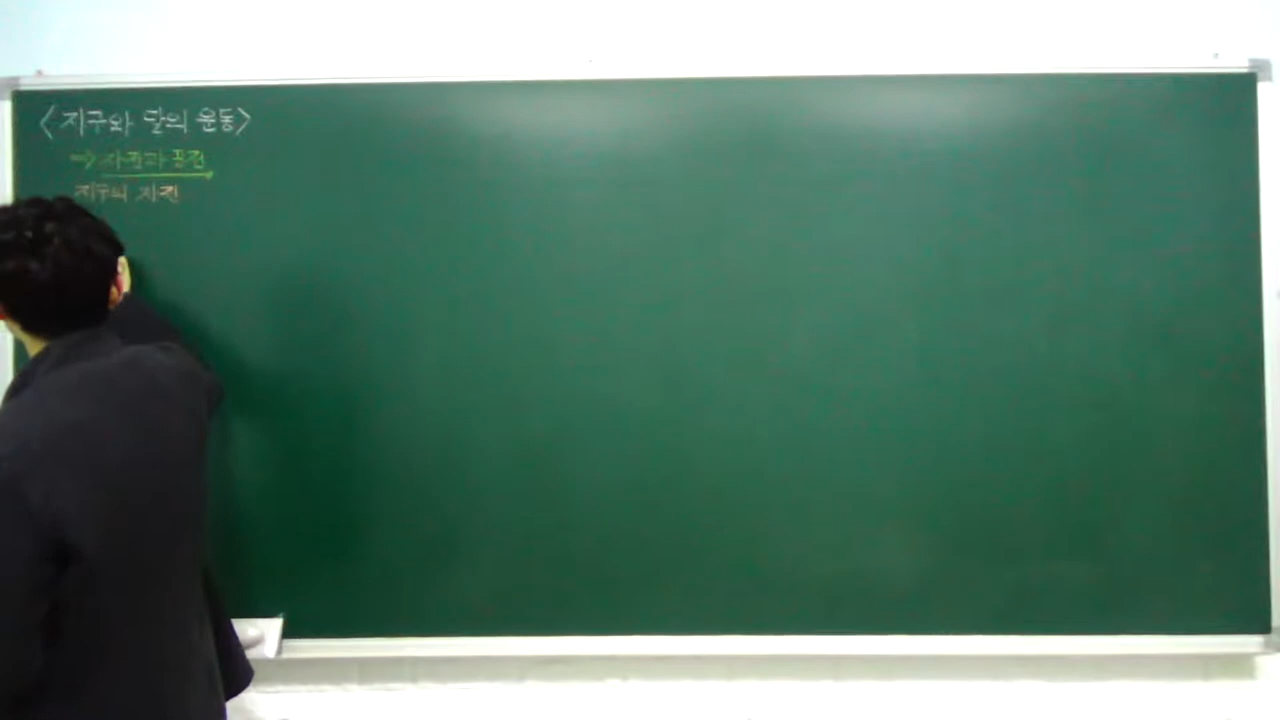 <지구와 달의 운동>
→ 자전과 공전
지구의 자전